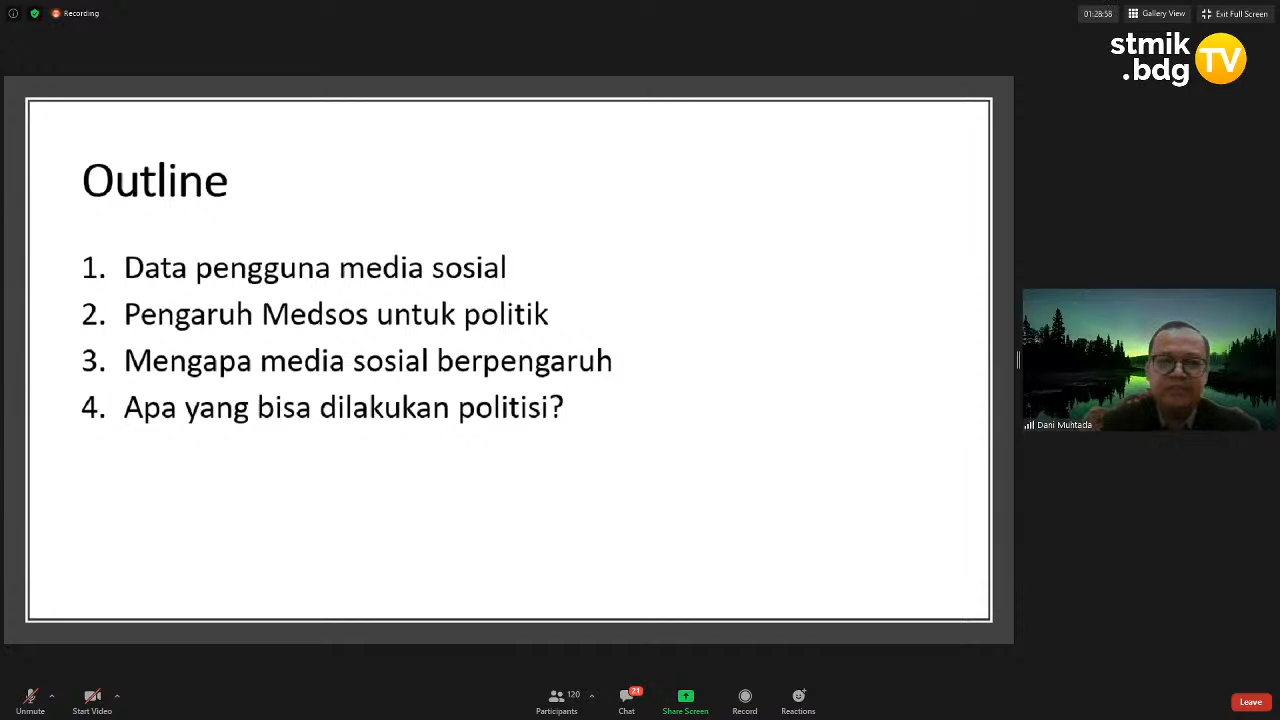 Recording
01:28:58
Gallery View
Exit Full Screen
stmik
.bdg
TV
Outline
1. Data pengguna media sosial
2. Pengaruh Medsos untuk politik
3. Mengapa media sosial berpengaruh
4. Apa yang bisa dilakukan politisi?
Dani Muhtada
Unmute
Start Video
120
Participants
21
Chat
Share Screen
Record
Reactions
Leave